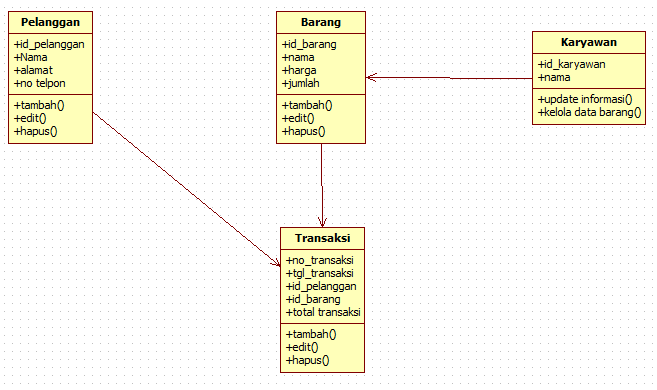 Pelanggan
+id_pelanggan
+Nama
+alamat
+no telpon
+tambah()
+edit()
+hapus()
Barang
+id_barang
+nama
+harga
+jumlah
+tambah()
+edit()
+hapus()
Karyawan
+id_karyawan
+nama
+update informasi()
+kelola data barang()
Transaksi
+no_transaksi
+tgl_transaksi
+id_pelanggan
+id_barang
+total transaksi
+tambah()
+edit()
+hapus()